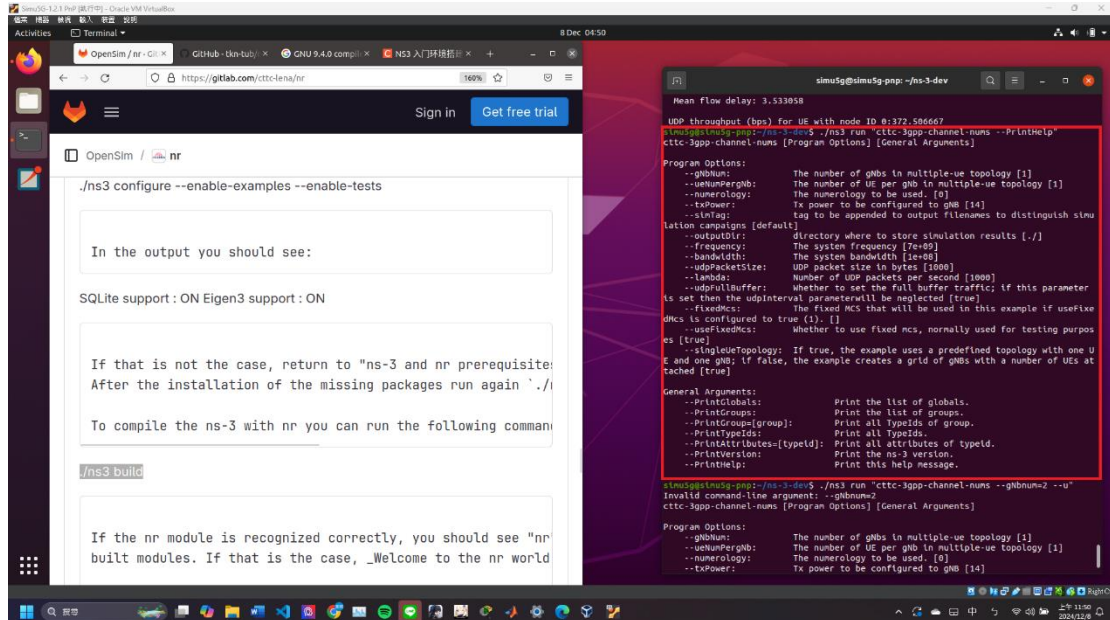 Simu5G-1.2.1 PnP [執行中] - Oracle VM VirtualBox
檔案 機器 檢視 輸入 裝置 說明
Activities
Terminal
8 Dec 04:50
OpenSim / nr · Git
GitHub - tkn-tub/
GNU 9.4.0 compil
NS3 入门环境搭
https://gitlab.com/cttc-lena/nr
160%
Sign in
Get free trial
OpenSim / nr
./ns3 configure --enable-examples --enable-tests
In the output you should see:
SQLite support : ON Eigen3 support : ON
If that is not the case, return to "ns-3 and nr prerequisites
After the installation of the missing packages run again `./n
To compile the ns-3 with nr you can run the following comman
./ns3 build
If the nr module is recognized correctly, you should see "nr"
built modules. If that is the case, _Welcome to the nr world
simu5g@simu5g-pnp: ~/ns-3-dev
Mean flow delay: 3.533058
UDP throughput (bps) for UE with node ID 0:372.506667
simu5g@simu5g-pnp:~/ns-3-dev$ ./ns3 run "cttc-3gpp-channel-nums --PrintHelp"
cttc-3gpp-channel-nums [Program Options] [General Arguments]
Program Options:
--gNbNum: The number of gNbs in multiple-ue topology [1]
--ueNumPergNb: The number of UE per gNb in multiple-ue topology [1]
--numerology: The numerology to be used. [0]
--txPower: Tx power to be configured to gNB [14]
--simTag: tag to be appended to output filenames to distinguish simu
lation campaigns [default]
--outputDir: directory where to store simulation results [./]
--frequency: The system frequency [7e+09]
--bandwidth: The system bandwidth [1e+08]
--udpPacketSize: UDP packet size in bytes [1000]
--lambda: Number of UDP packets per second [1000]
--udpFullBuffer: Whether to set the full buffer traffic; if this parameter
is set then the udpInterval parameterwill be neglected [true]
--fixedMcs: The fixed MCS that will be used in this example if useFixe
dMcs is configured to true (1). []
--useFixedMcs: Whether to use fixed mcs, normally used for testing purpos
es [true]
--singleUeTopology: If true, the example uses a predefined topology with one U
E and one gNB; if false, the example creates a grid of gNBs with a number of UEs at
tached [true]
General Arguments:
--PrintGlobals: Print the list of globals.
--PrintGroups: Print the list of groups.
--PrintGroup=[group]: Print all TypeIds of group.
--PrintTypeIds: Print all TypeIds.
--PrintAttributes=[typeid]: Print all attributes of typeid.
--PrintVersion: Print the ns-3 version.
--PrintHelp: Print this help message.
simu5g@simu5g-pnp:~/ns-3-dev$ ./ns3 run "cttc-3gpp-channel-nums --gNbnum=2 --u"
Invalid command-line argument: --gNbnum=2
cttc-3gpp-channel-nums [Program Options] [General Arguments]
Program Options:
--gNbNum: The number of gNbs in multiple-ue topology [1]
--ueNumPergNb: The number of UE per gNb in multiple-ue topology [1]
--numerology: The numerology to be used. [0]
--txPower: Tx power to be configured to gNB [14]
Right
搜尋
中
上午 11:50
2024/12/8